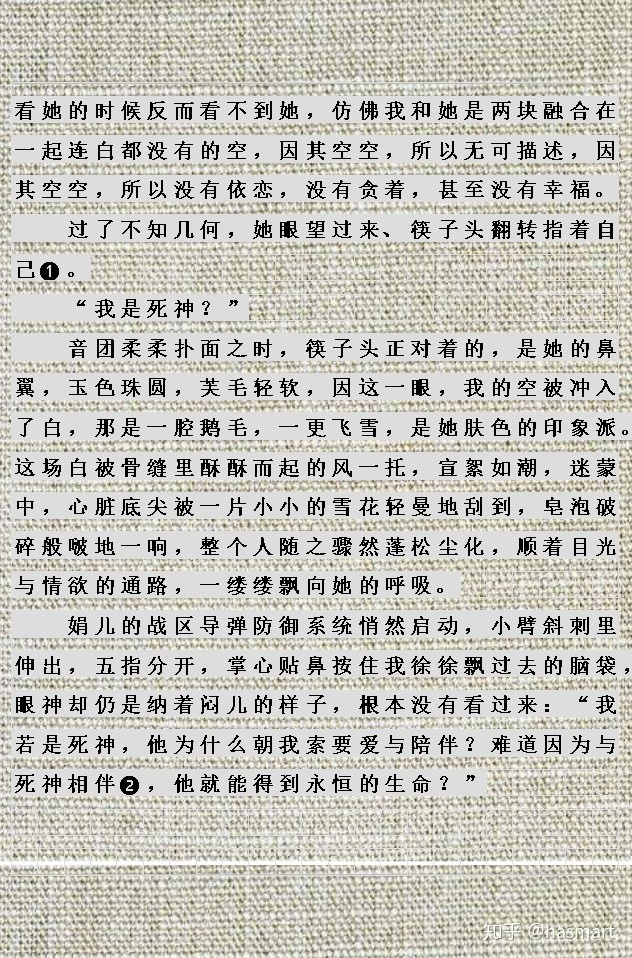 看她的时候反而看不到她，仿佛我和她是两块融合在
一起连白都没有的空，因其空空，所以无可描述，因
其空空，所以没有依恋，没有贪着，甚至没有幸福。
过了不知几何，她眼望过来、筷子头翻转指着自
己❶。
“我是死神？”
音团柔柔扑面之时，筷子头正对着的，是她的鼻
翼，玉色珠圆，芙毛轻软，因这一眼，我的空被冲入
了白，那是一腔鹅毛，一更飞雪，是她肤色的印象派。
这场白被骨缝里酥酥而起的风一托，宣絮如潮，迷蒙
中，心脏底尖被一片小小的雪花轻曼地刮到，皂泡破
碎般啵地一响，整个人随之骤然蓬松尘化，顺着目光
与情欲的通路，一缕缕飘向她的呼吸。
娟儿的战区导弹防御系统悄然启动，小臂斜刺里
伸出，五指分开，掌心贴鼻按住我徐徐飘过去的脑袋，
眼神却仍是纳着闷儿的样子，根本没有看过来：“我
若是死神，他为什么朝我索要爱与陪伴？难道因为与
死神相伴❷，他就能得到永恒的生命？”
知乎 @hasmart